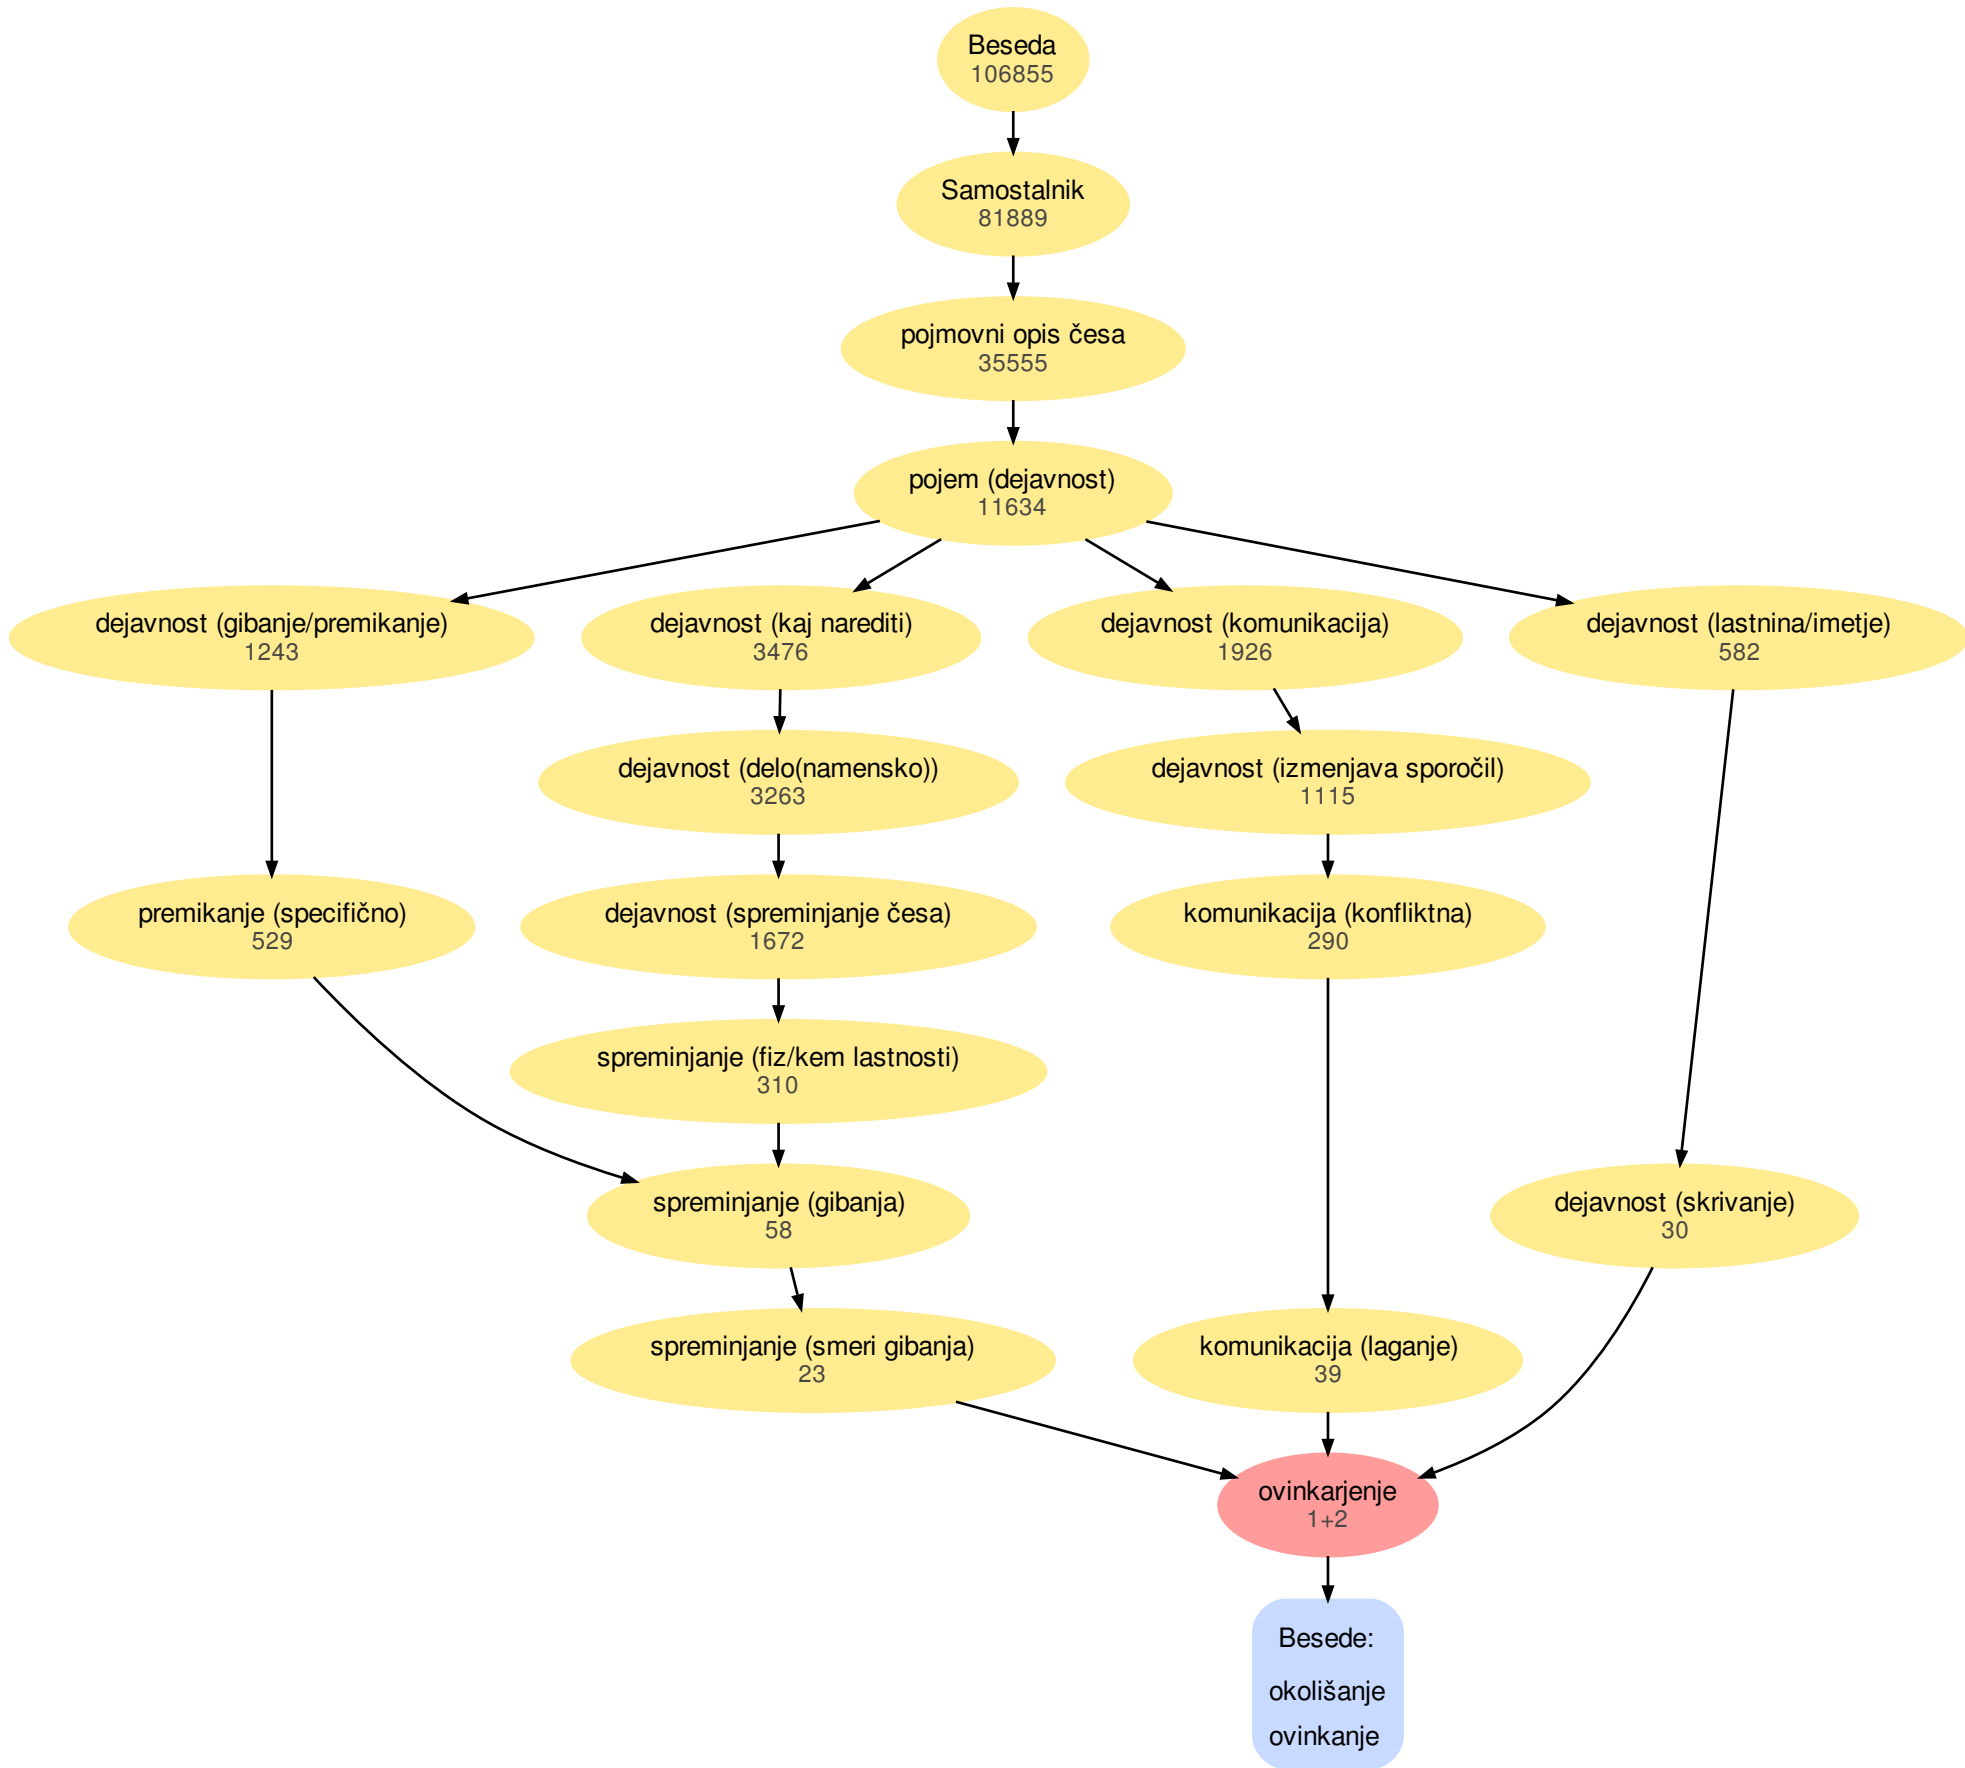 Beseda
106855
Samostalnik
81889
pojmovni opis česa
35555
pojem (dejavnost)
11634
dejavnost (gibanje/premikanje)
1243
dejavnost (kaj narediti)
3476
dejavnost (komunikacija)
1926
dejavnost (lastnina/imetje)
582
dejavnost (delo(namensko))
3263
dejavnost (izmenjava sporočil)
1115
premikanje (specifično)
529
dejavnost (spreminjanje česa)
1672
komunikacija (konfliktna)
290
spreminjanje (fiz/kem lastnosti)
310
spreminjanje (gibanja)
58
dejavnost (skrivanje)
30
spreminjanje (smeri gibanja)
23
komunikacija (laganje)
39
ovinkarjenje
1+2
Besede:
okolišanje
ovinkanje